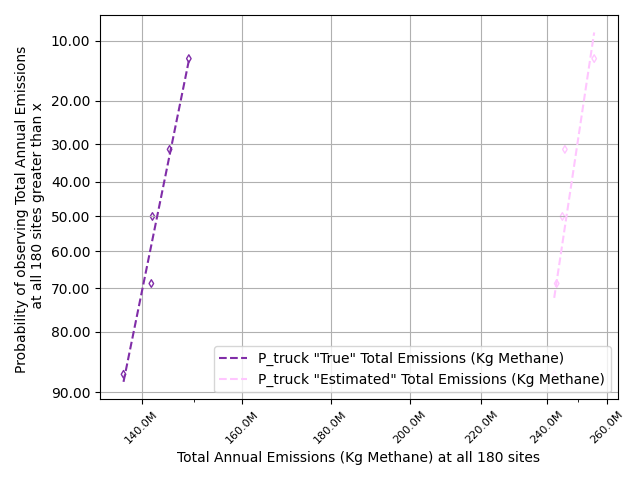 Probability of observing Total Annual Emissions
at all 180 sites greater than x
10.00
20.00
30.00
40.00
50.00
60.00
70.00
80.00
90.00
P_truck "True" Total Emissions (Kg Methane)
P_truck "Estimated" Total Emissions (Kg Methane)
140.0M
160.0M
180.0M
200.0M
220.0M
240.0M
260.0M
Total Annual Emissions (Kg Methane) at all 180 sites